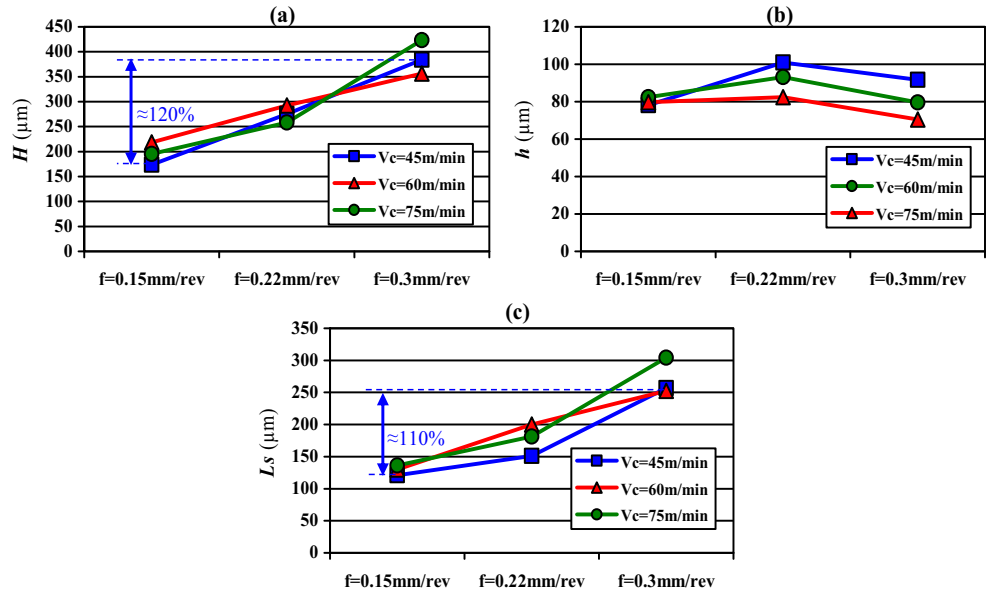 (a)
450
400
350
300
250
200
150
100
50
0
H (µm)
≈120%
Vc=45m/min
Vc=60m/min
Vc=75m/min
f=0.15mm/rev f=0.22mm/rev f=0.3mm/rev
(b)
120
100
80
60
40
20
0
h (µm)
Vc=45m/min
Vc=60m/min
Vc=75m/min
f=0.15mm/rev f=0.22mm/rev f=0.3mm/rev
(c)
350
300
250
200
150
100
50
0
Ls (µm)
≈110%
Vc=45m/min
Vc=60m/min
Vc=75m/min
f=0.15mm/rev f=0.22mm/rev f=0.3mm/rev